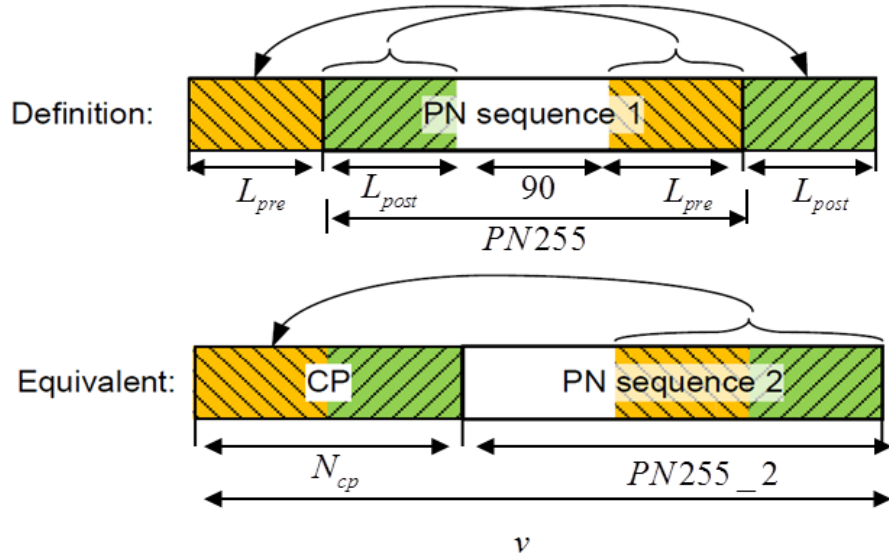 Definition: PN sequence 1
L_pre L_post 90 L_pre L_post
PN255
Equivalent: CP PN sequence 2
N_cp PN255_2
v